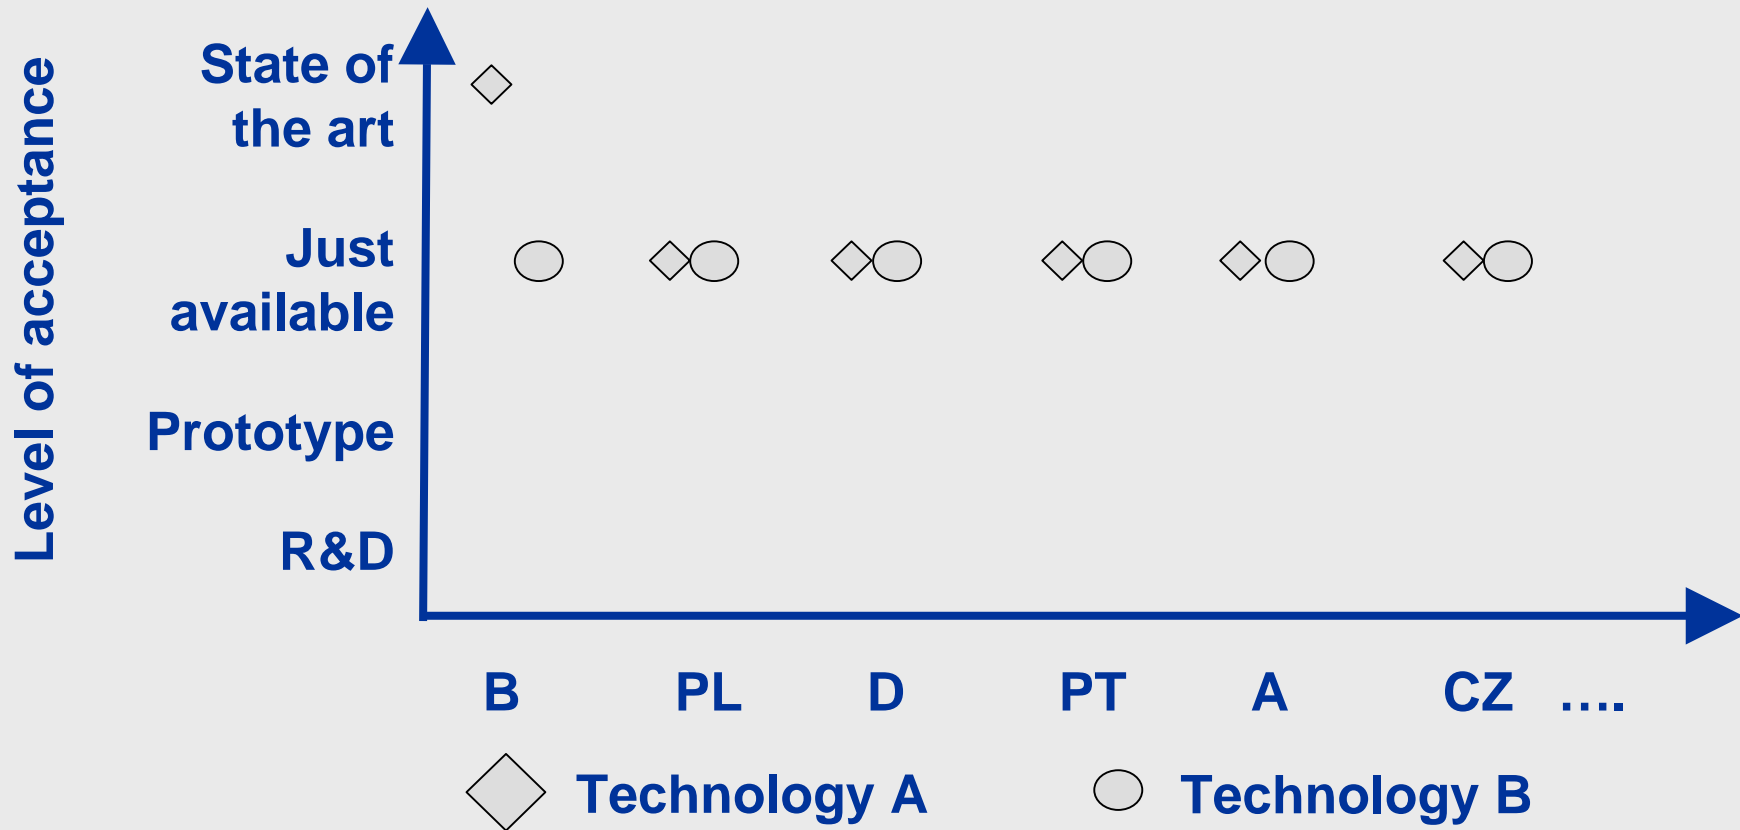 Level of acceptance
State of
the art
Just
available
Prototype
R&D
B PL D PT A CZ ....
Technology A Technology B